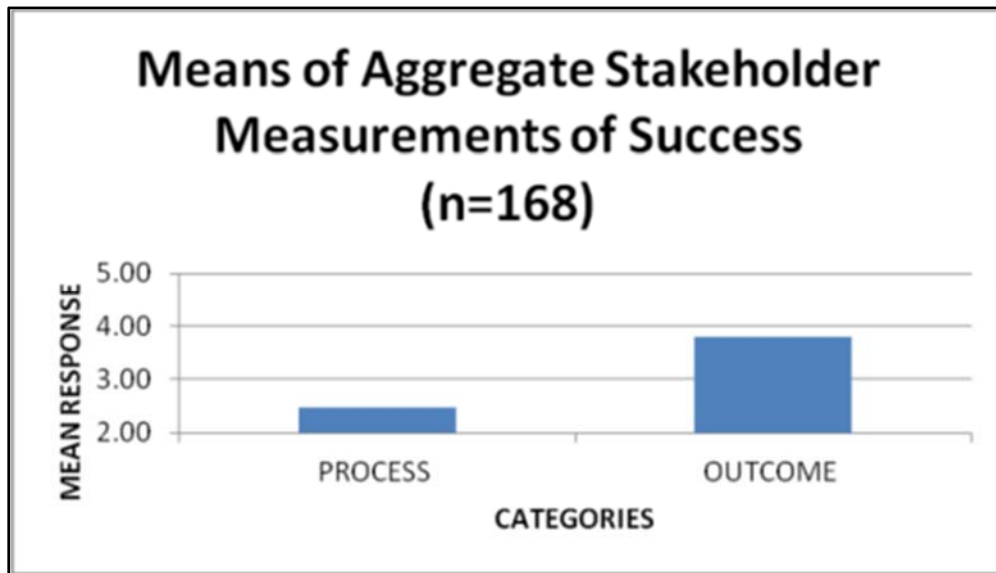 Means of Aggregate Stakeholder
Measurements of Success
(n=168)
5.00
4.00
3.00
2.00
MEAN RESPONSE
PROCESS
OUTCOME
CATEGORIES